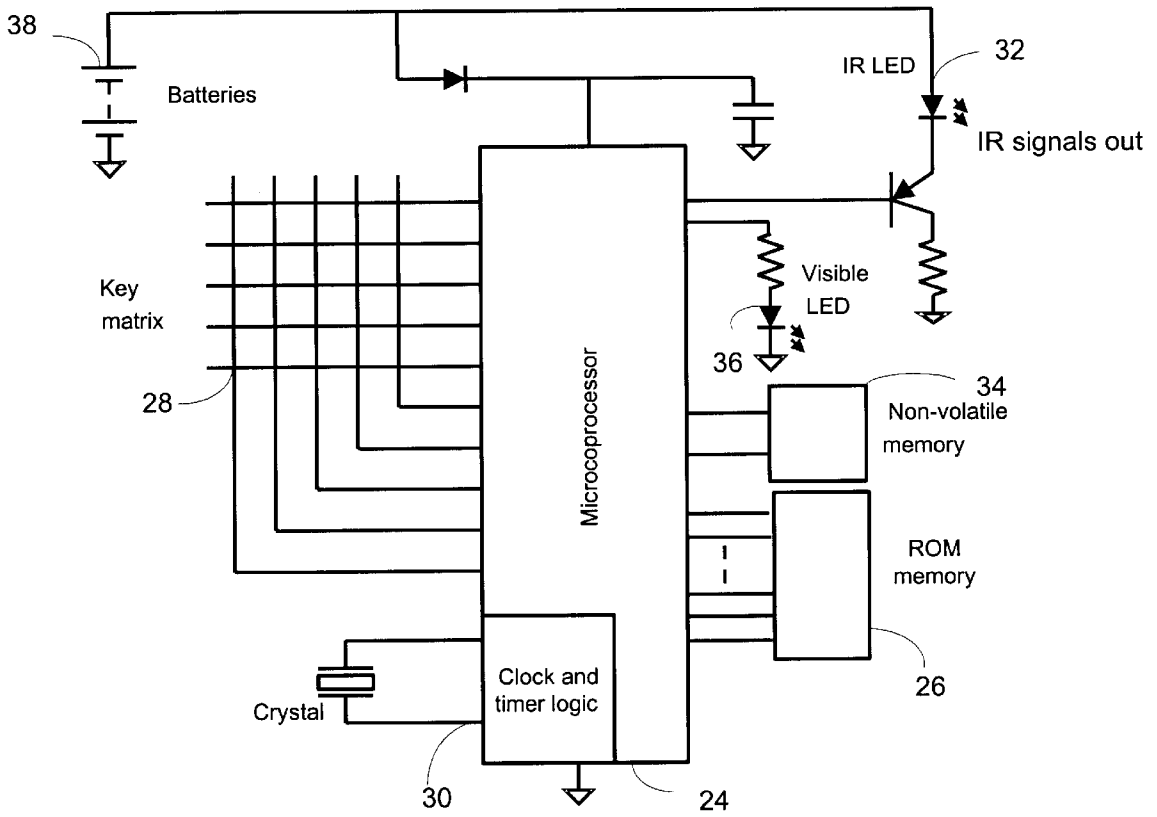 38
Batteries
IR LED
32
IR signals out
Key
matrix
28
Visible
LED
36
Microcoprocessor
34
Non-volatile
memory
ROM
memory
26
Crystal
Clock and
timer logic
30
24